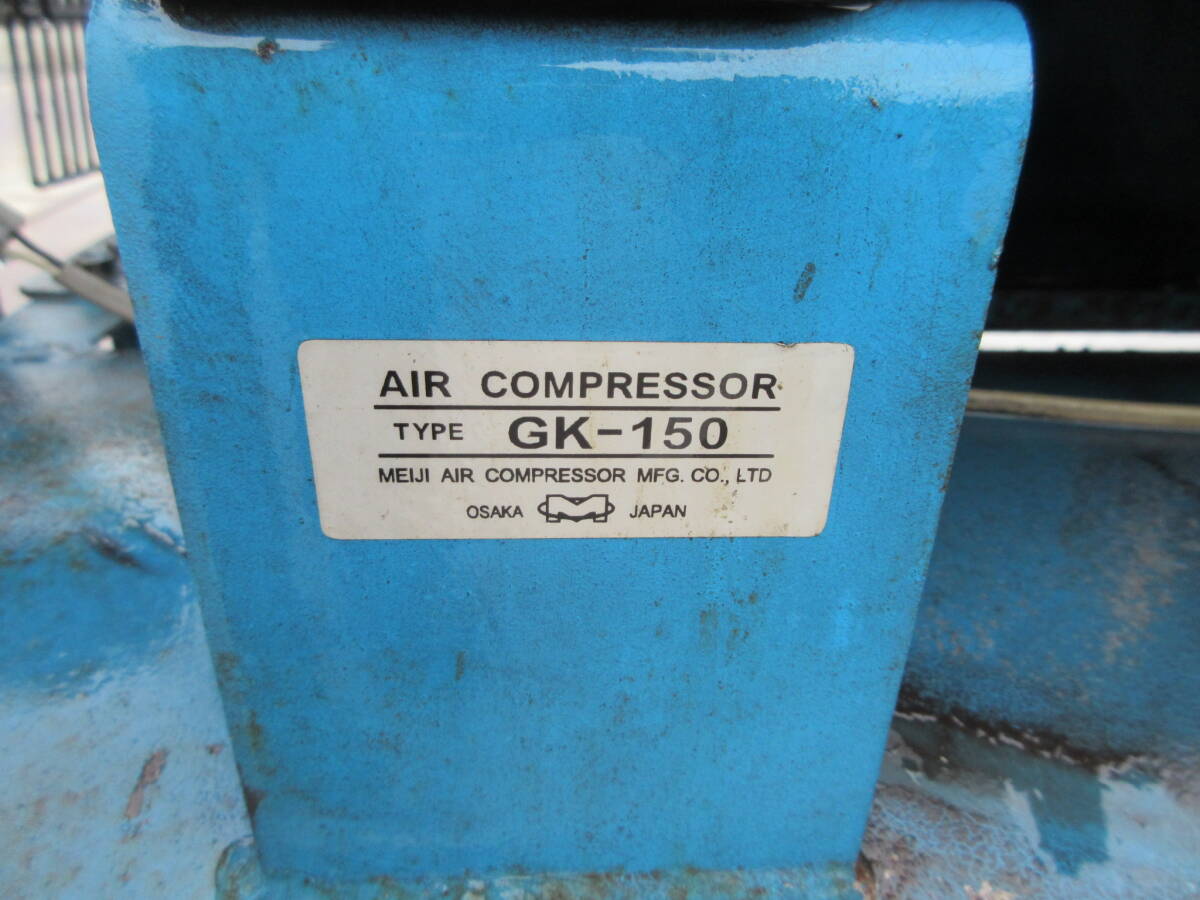 AIR COMPRESSOR
TYPE GK-150
MEIJI AIR COMPRESSOR MFG. CO., LTD
OSAKA M JAPAN